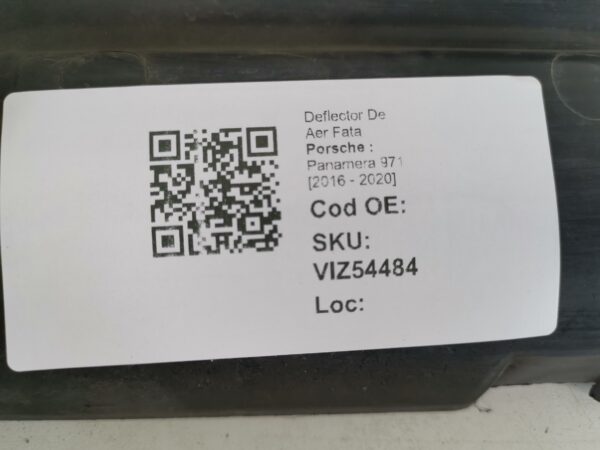 Deflector De
Aer Fata
Porsche :
Panamera 971
[2016 - 2020]
Cod OE:
SKU:
VIZ54484
Loc: